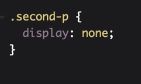 .second-p {
  display: none;
}